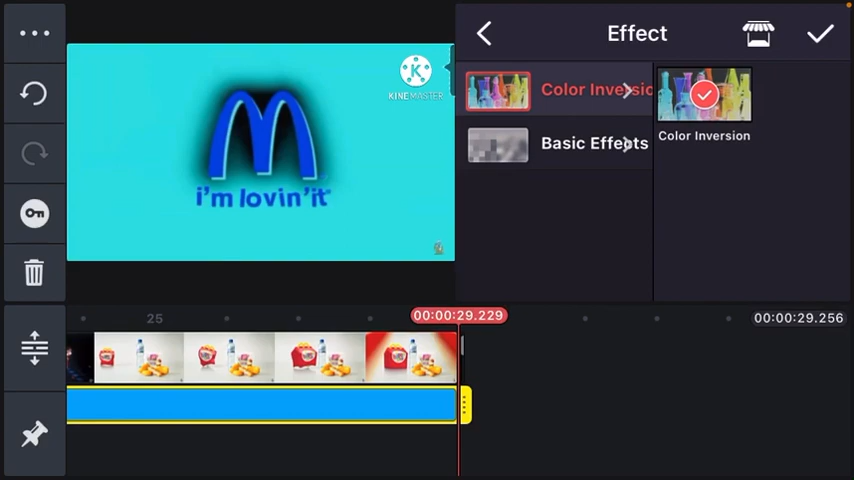 Effect
KINEMASTER
Color Inversio
Color Inversion
Basic Effects
i'm lovin' it
25
00:00:29.229
00:00:29.256